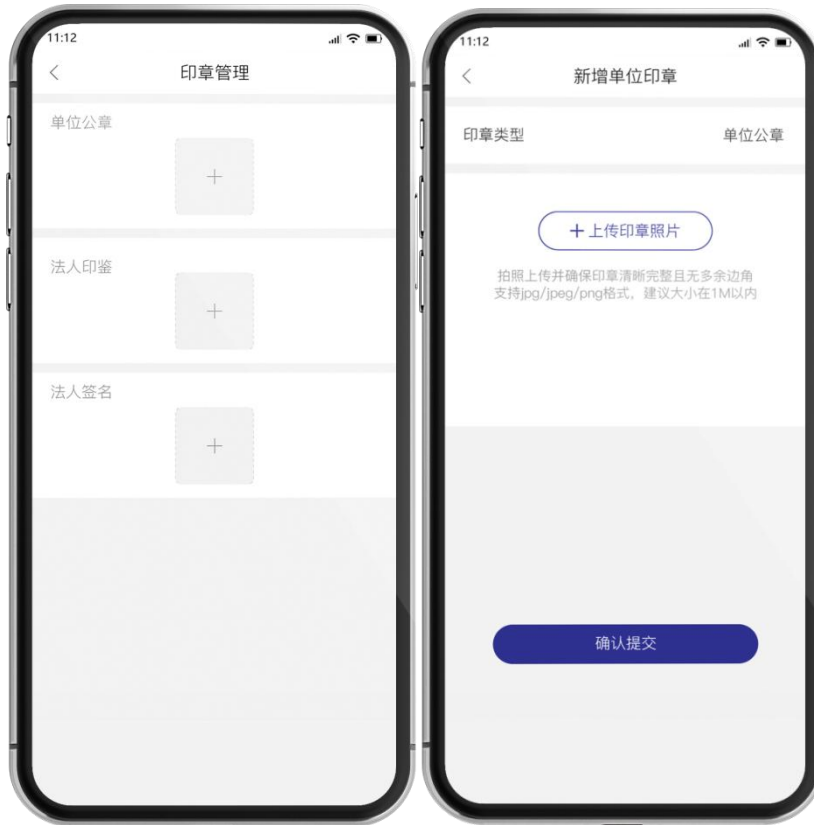 11:12
印章管理
单位公章
法人印鉴
法人签名
11:12
新增单位印章
印章类型 单位公章
+上传印章照片
拍照上传并确保印章清晰完整且无多余边角
支持jpg/jpeg/png格式，建议大小在1M以内
确认提交